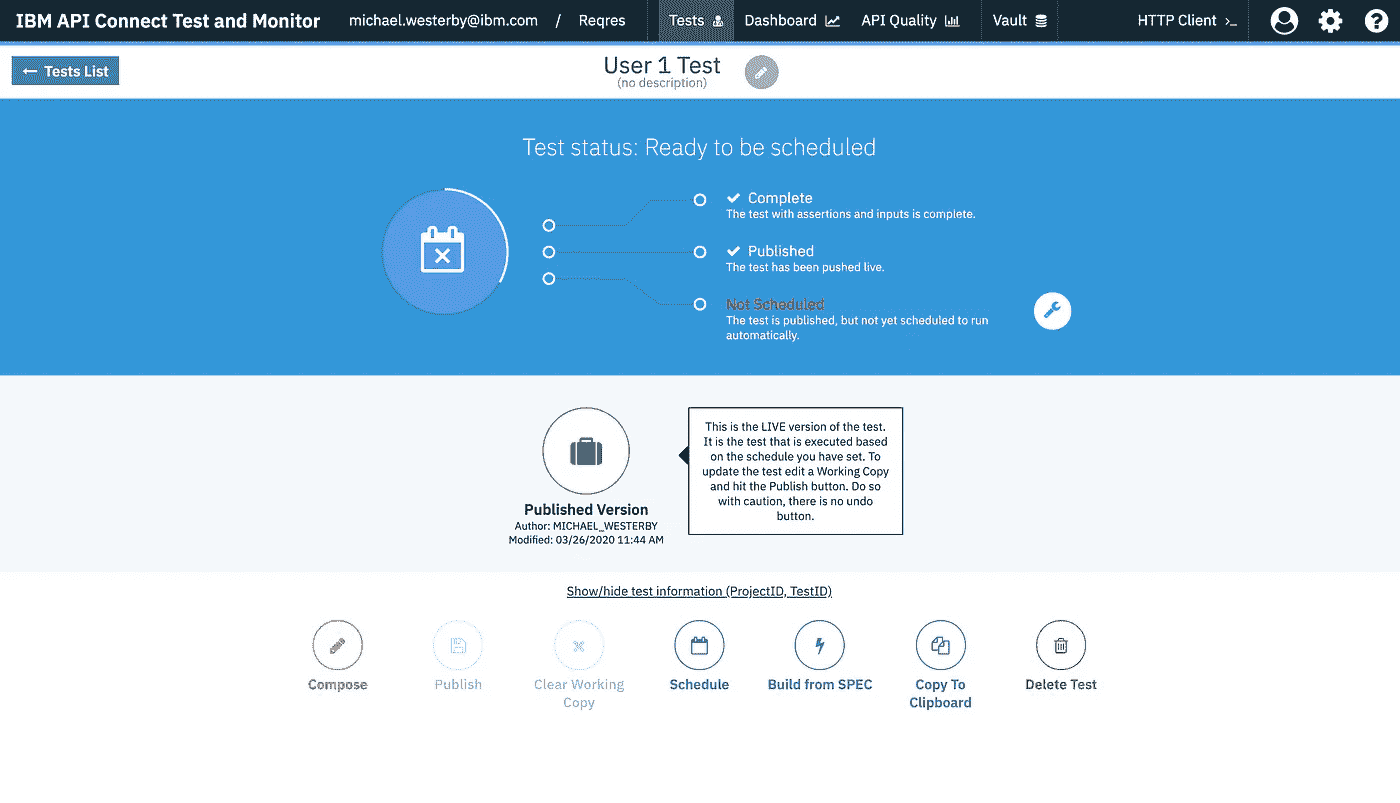 IBM API Connect Test and Monitor
michael.westerby@ibm.com / Reqres
Tests
Dashboard
API Quality
Vault
HTTP Client >_
← Tests List
User 1 Test
(no description)
Test status: Ready to be scheduled
Complete
The test with assertions and inputs is complete.
Published
The test has been pushed live.
Not Scheduled
The test is published, but not yet scheduled to run
automatically.
Published Version
Author: MICHAEL_WESTERBY
Modified: 03/26/2020 11:44 AM
This is the LIVE version of the test.
It is the test that is executed based
on the schedule you have set. To
update the test edit a Working Copy
and hit the Publish button. Do so
with caution, there is no undo
button.
Show/hide test information (ProjectID, TestID)
Compose
Publish
Clear Working
Copy
Schedule
Build from SPEC
Copy To
Clipboard
Delete Test